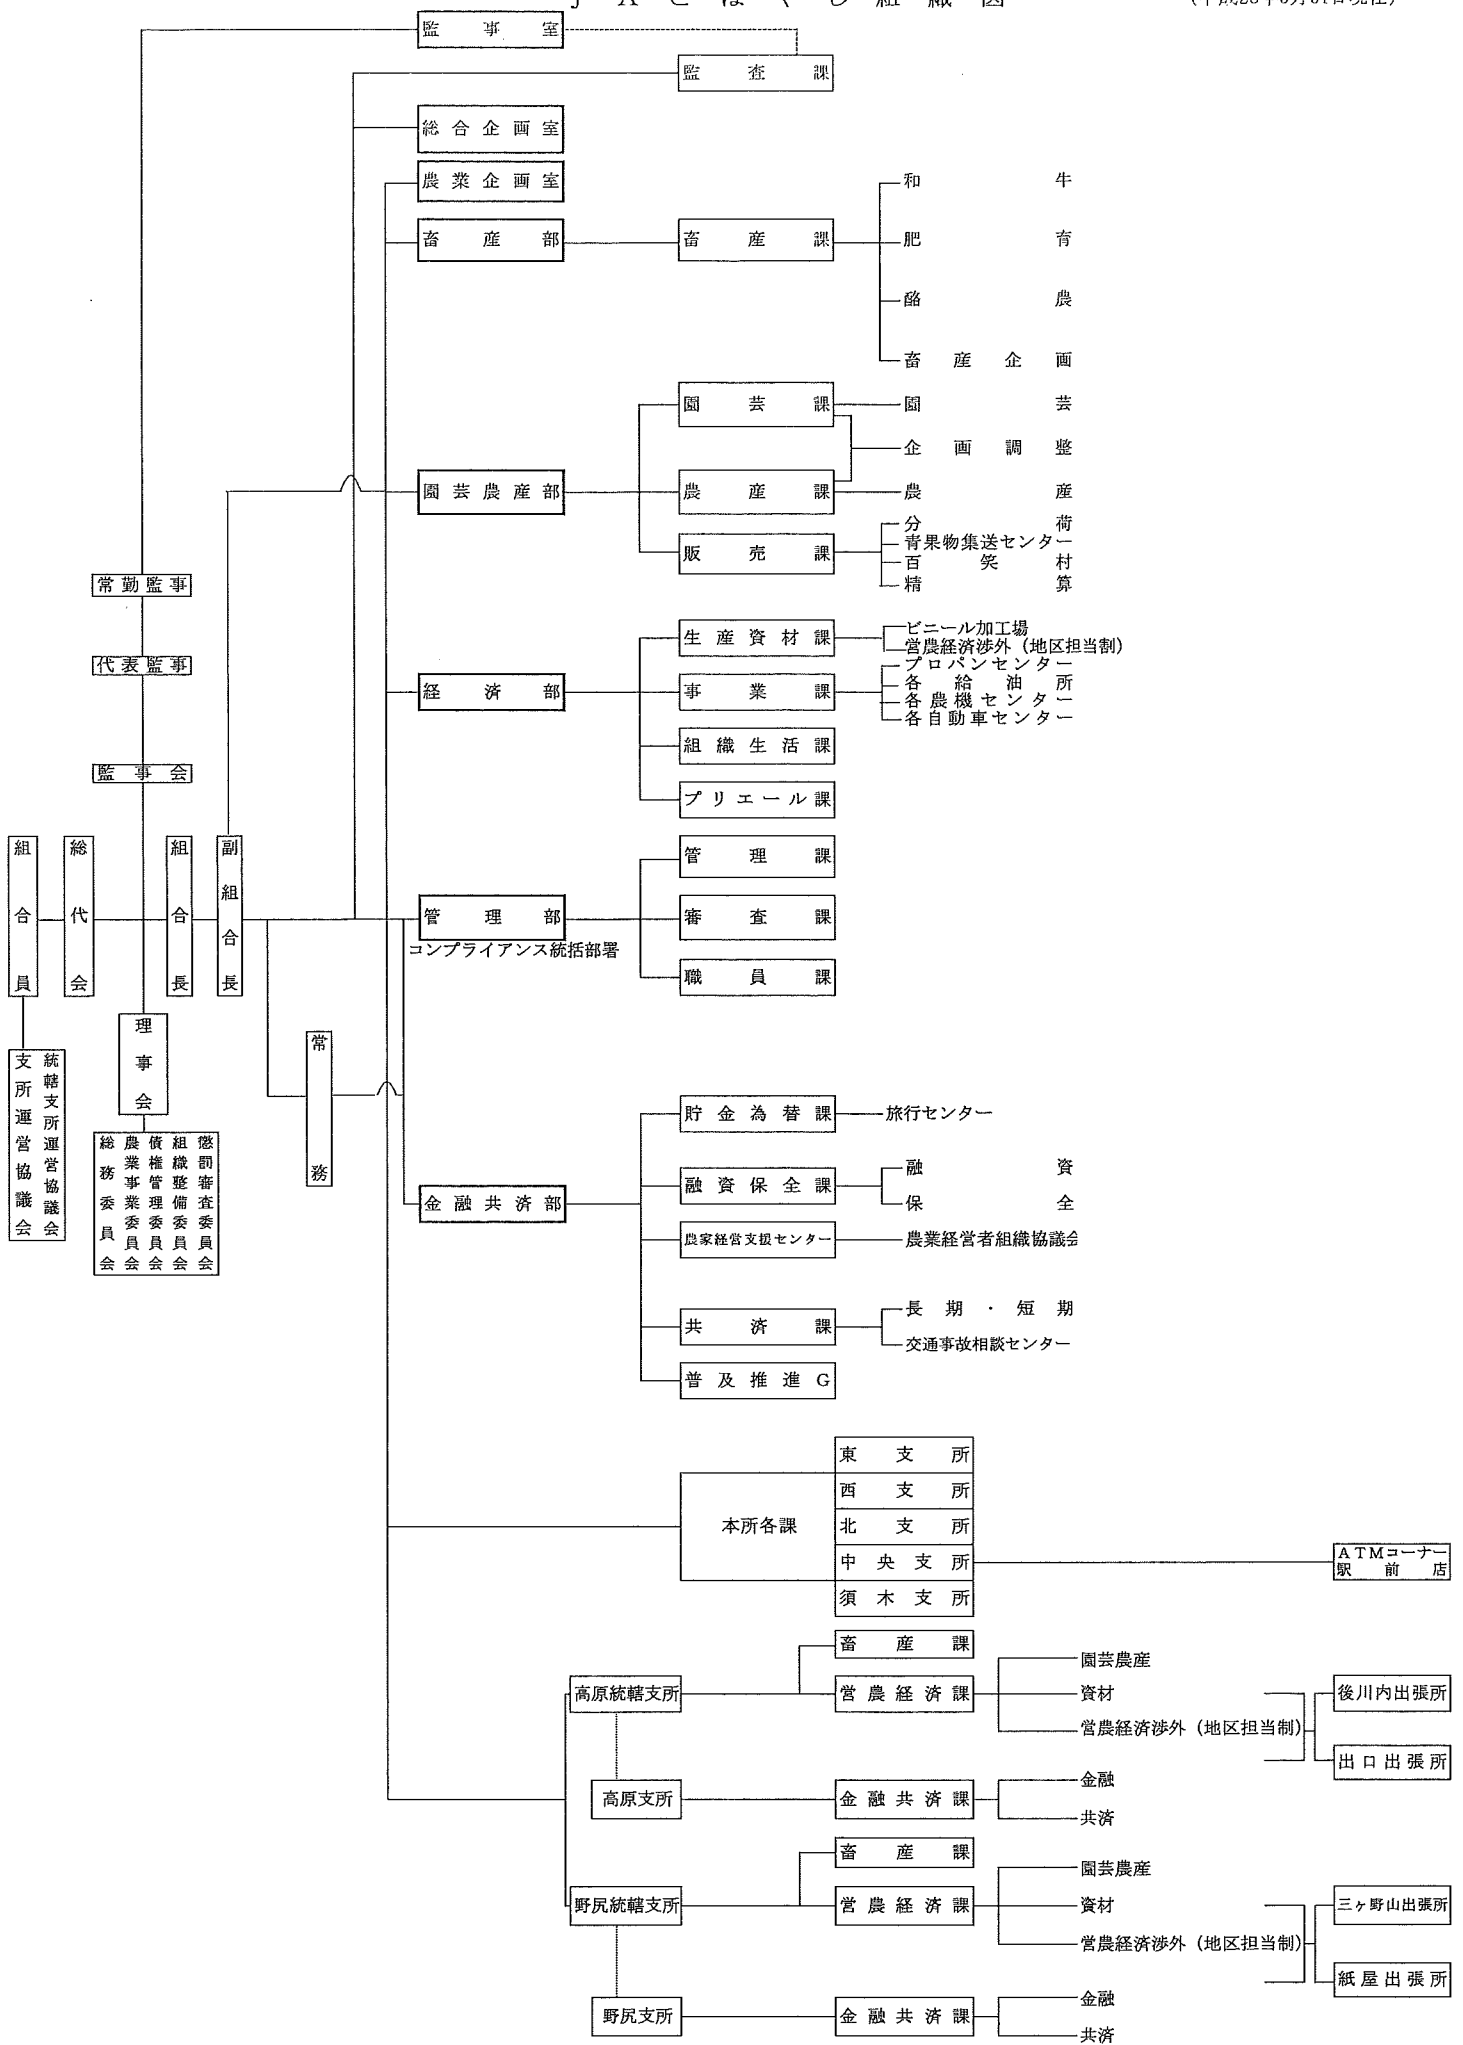 組織図
監事室
監査課
総合企画室
農業企画室
畜産部
畜産課
和牛
肥育
酪農
畜産企画
園芸農産部
園芸課
園芸
企画調整
農産課
農産
販売課
分荷
青果物集送センター
百笑村
精算
常勤監事
代表監事
監事会
経済部
生産資材課
ビニール加工場
営農経済渉外（地区担当制）
事業課
プロパンセンター
各給油所
各農機センター
各自動車センター
組織生活課
プリエール課
組合員
総代会
組合長
副組合長
管理部
コンプライアンス統括部署
管理課
審査課
職員課
理事会
常務
統轄支所運営協議会
支所運営協議会
懲罰審査委員会
組織整備委員会
債権管理委員会
農業事業委員会
総務委員会
金融共済部
貯金為替課
旅行センター
融資保全課
融資
保全
農家経営支援センター
農業経営者組織協議会
共済課
長期・短期
交通事故相談センター
普及推進G
本所各課
東支所
西支所
北支所
中央支所
須木支所
ATMコーナー
駅前店
高原統轄支所
畜産課
営農経済課
園芸農産
資材
営農経済渉外（地区担当制）
後川内出張所
出口出張所
高原支所
金融共済課
金融
共済
野尻統轄支所
畜産課
営農経済課
園芸農産
資材
営農経済渉外（地区担当制）
三ヶ野山出張所
紙屋出張所
野尻支所
金融共済課
金融
共済